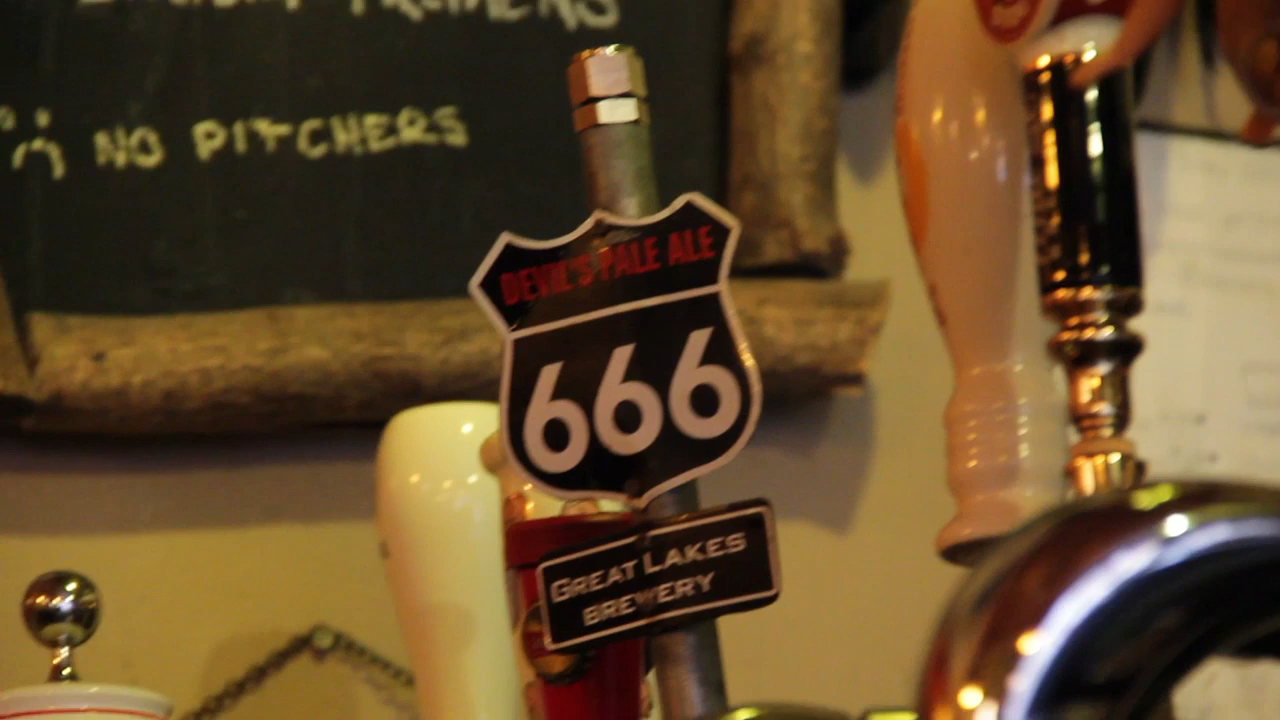 NO PITCHERS
DEVIL'S PALE ALE
666
GREAT LAKES
BREWERY